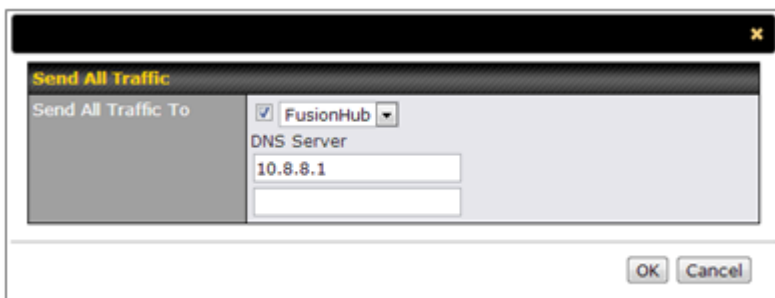 Send All Traffic
Send All Traffic To
FusionHub
DNS Server
10.8.8.1
OK Cancel